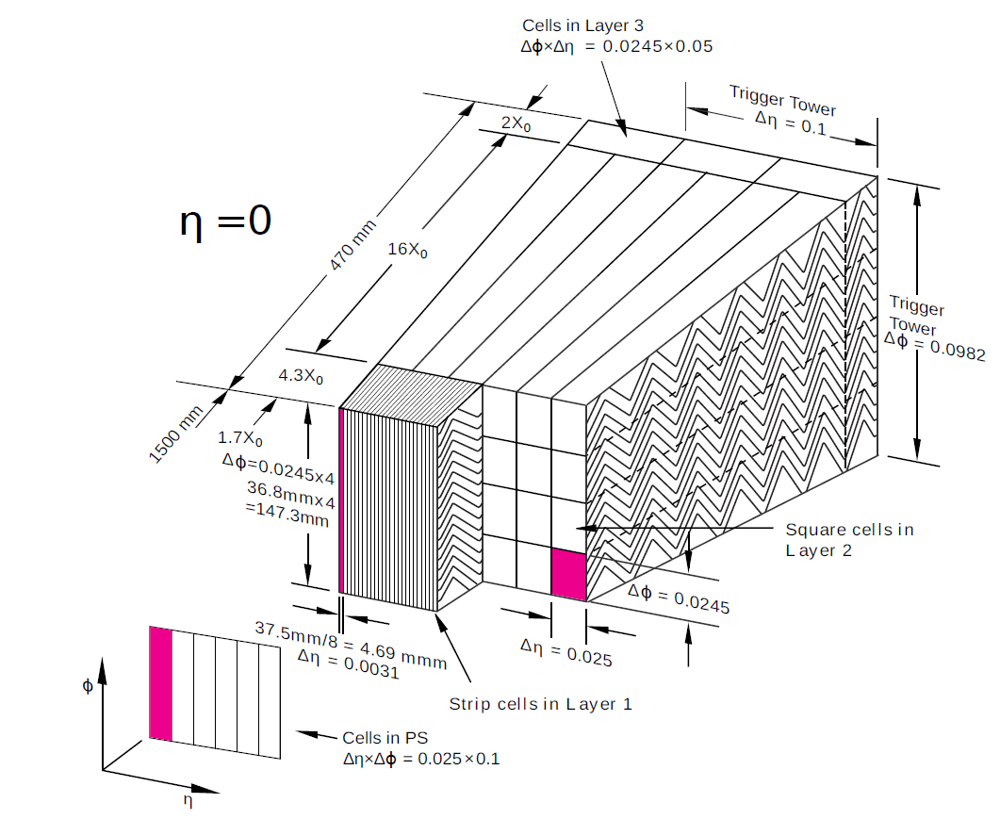 Cells in Layer 3
Δϕ×Δη = 0.0245×0.05
Trigger Tower
Δη = 0.1
2X₀
η =0
470 mm
16X₀
Trigger
Tower
Δϕ = 0.0982
4.3X₀
1500 mm
1.7X₀
Δϕ=0.0245x4
36.8mmx4
=147.3mm
Square cells in
Layer 2
Δϕ = 0.0245
37.5mm/8 = 4.69 mmm
Δη = 0.0031
Δη = 0.025
Strip cells in Layer 1
ϕ
Cells in PS
Δη×Δϕ = 0.025×0.1
η